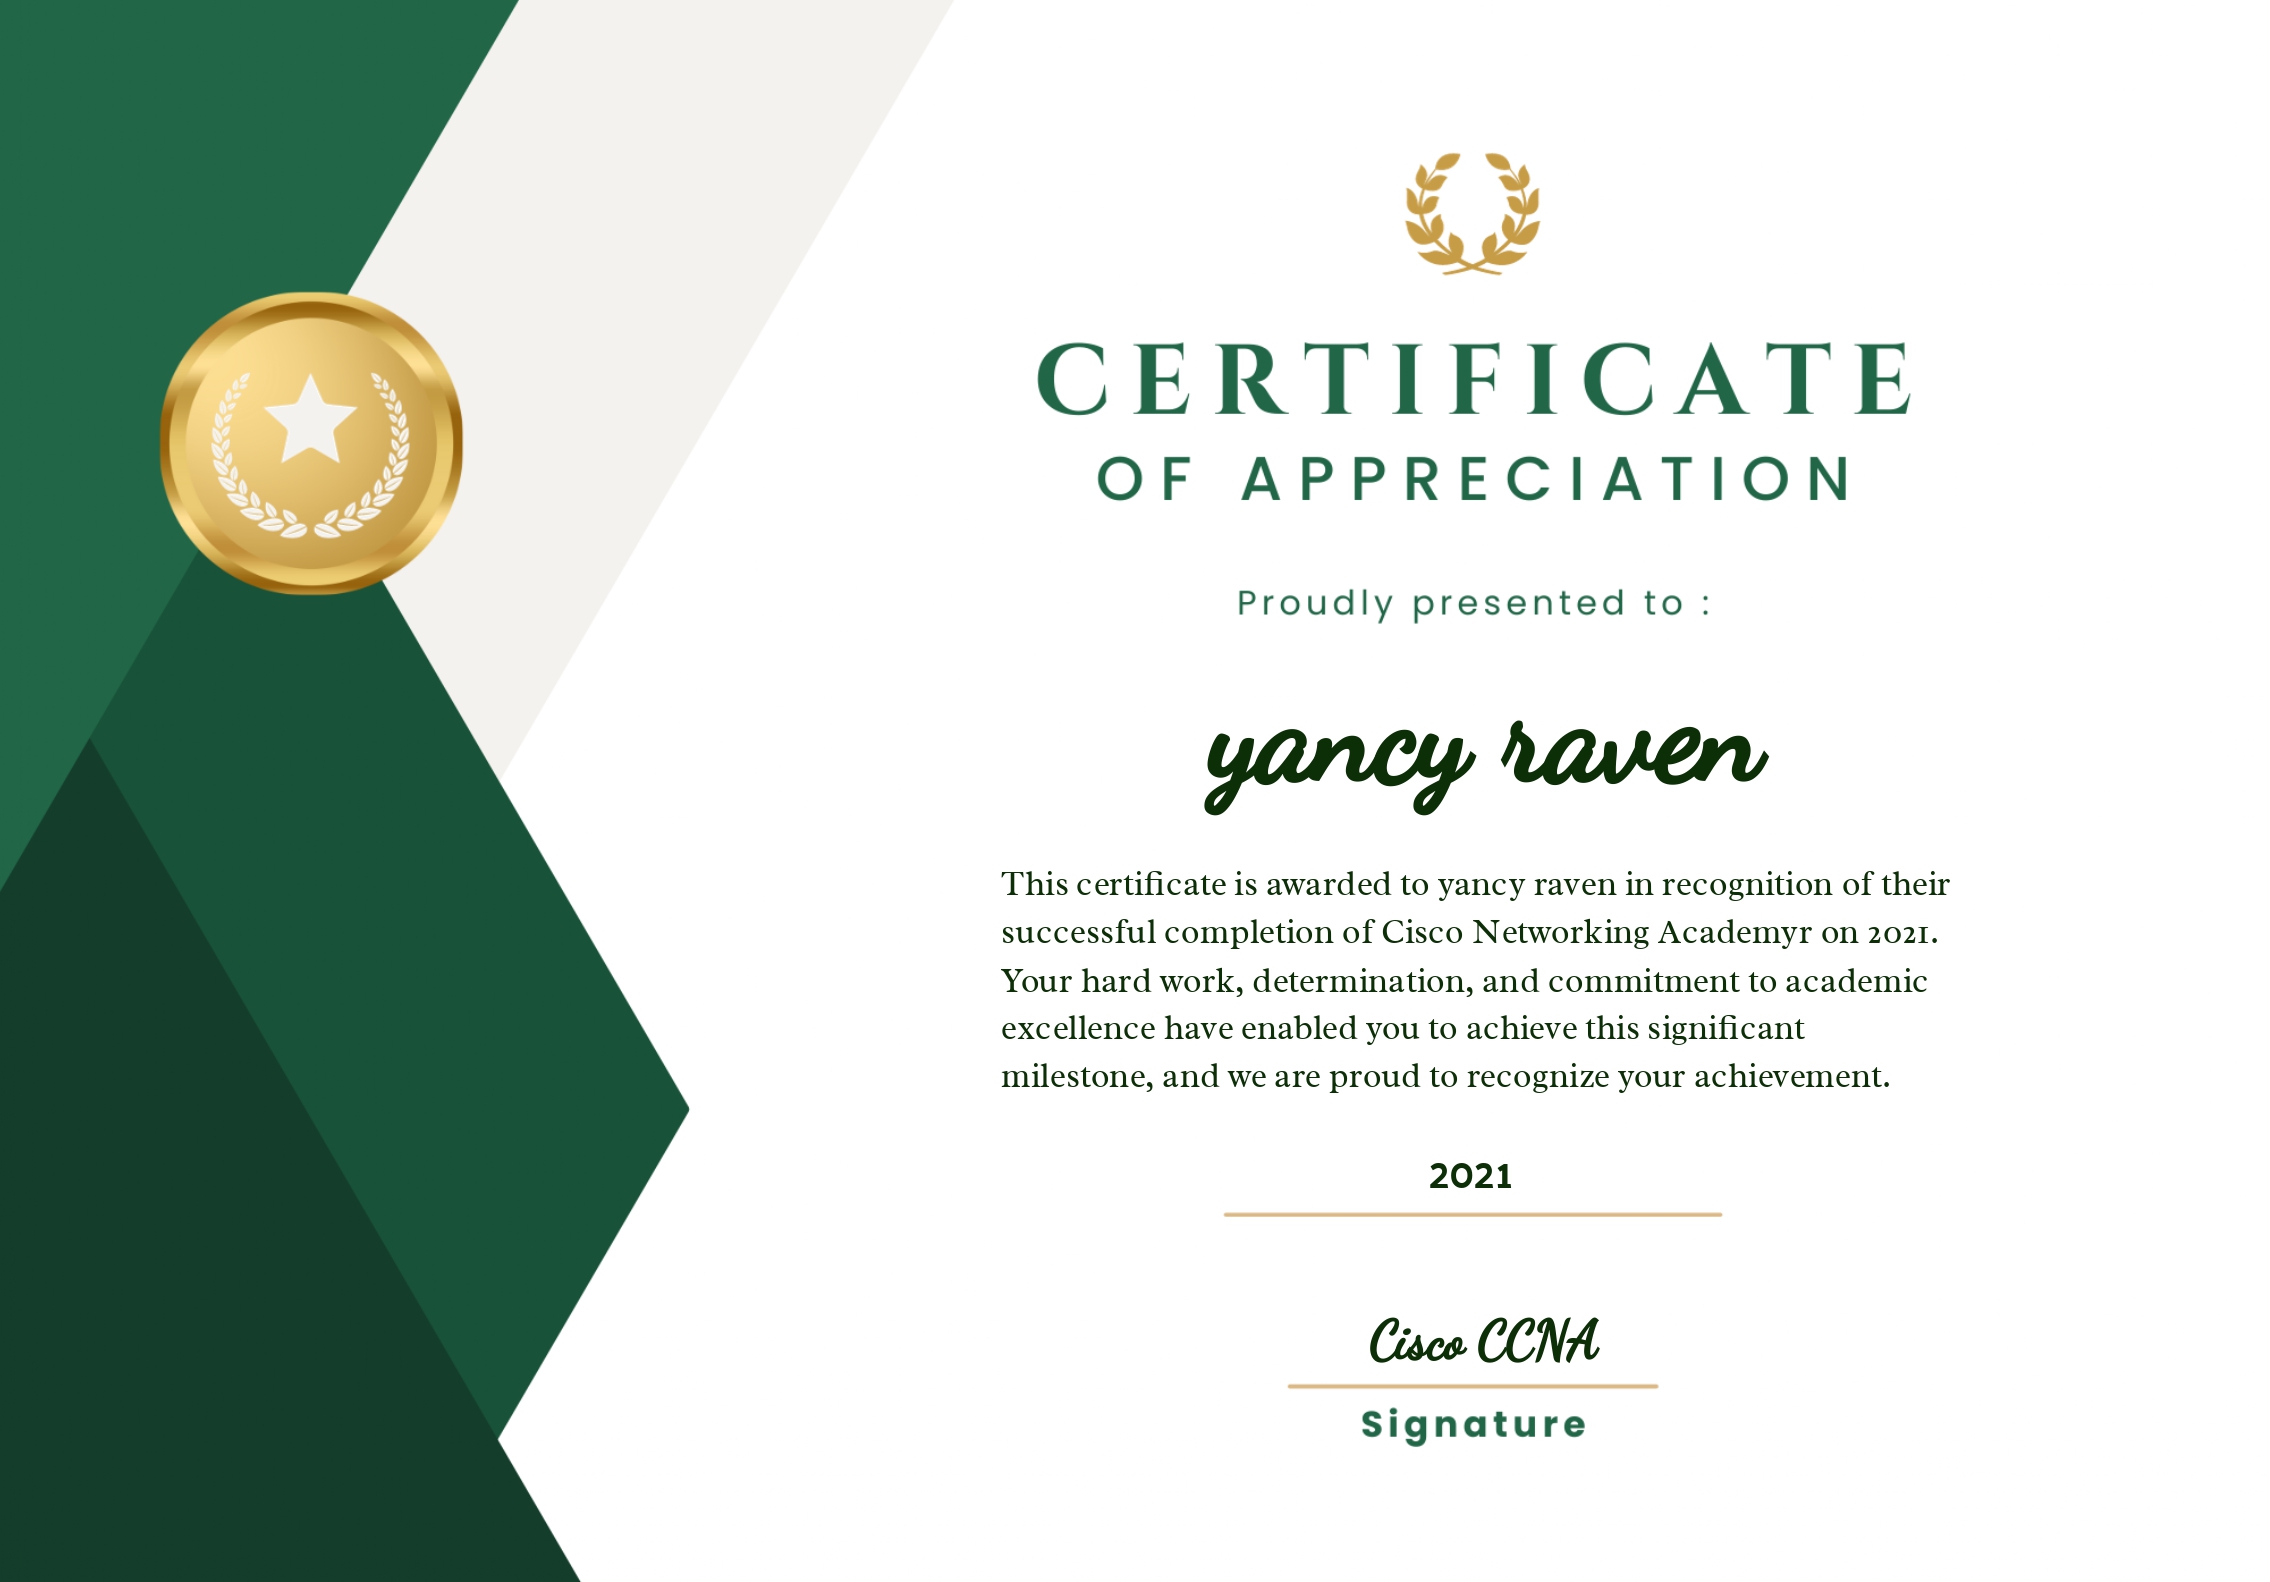 CERTIFICATE
OF APPRECIATION
Proudly presented to :
yancy raven
This certificate is awarded to yancy raven in recognition of their
successful completion of Cisco Networking Academyr on 2021.
Your hard work, determination, and commitment to academic
excellence have enabled you to achieve this significant
milestone, and we are proud to recognize your achievement.
2021
Cisco CCNA
Signature